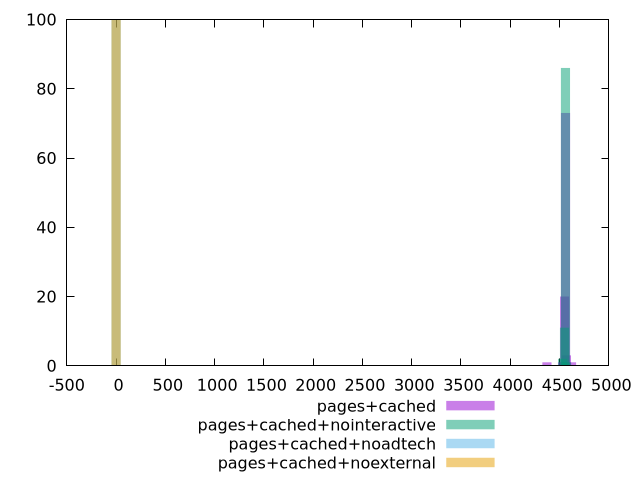 100
80
60
40
20
0
-500 0 500 1000 1500 2000 2500 3000 3500 4000 4500 5000
pages+cached
pages+cached+nointeractive
pages+cached+noadtech
pages+cached+noexternal